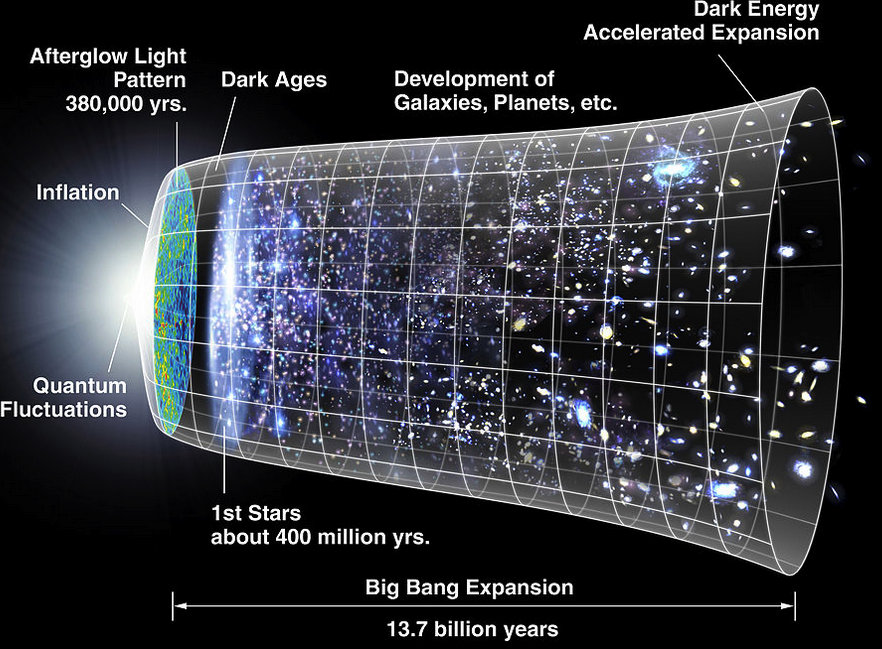 Dark Energy
Accelerated Expansion
Afterglow Light
Pattern
380,000 yrs.
Dark Ages
Development of
Galaxies, Planets, etc.
Inflation
Quantum
Fluctuations
1st Stars
about 400 million yrs.
Big Bang Expansion
13.7 billion years